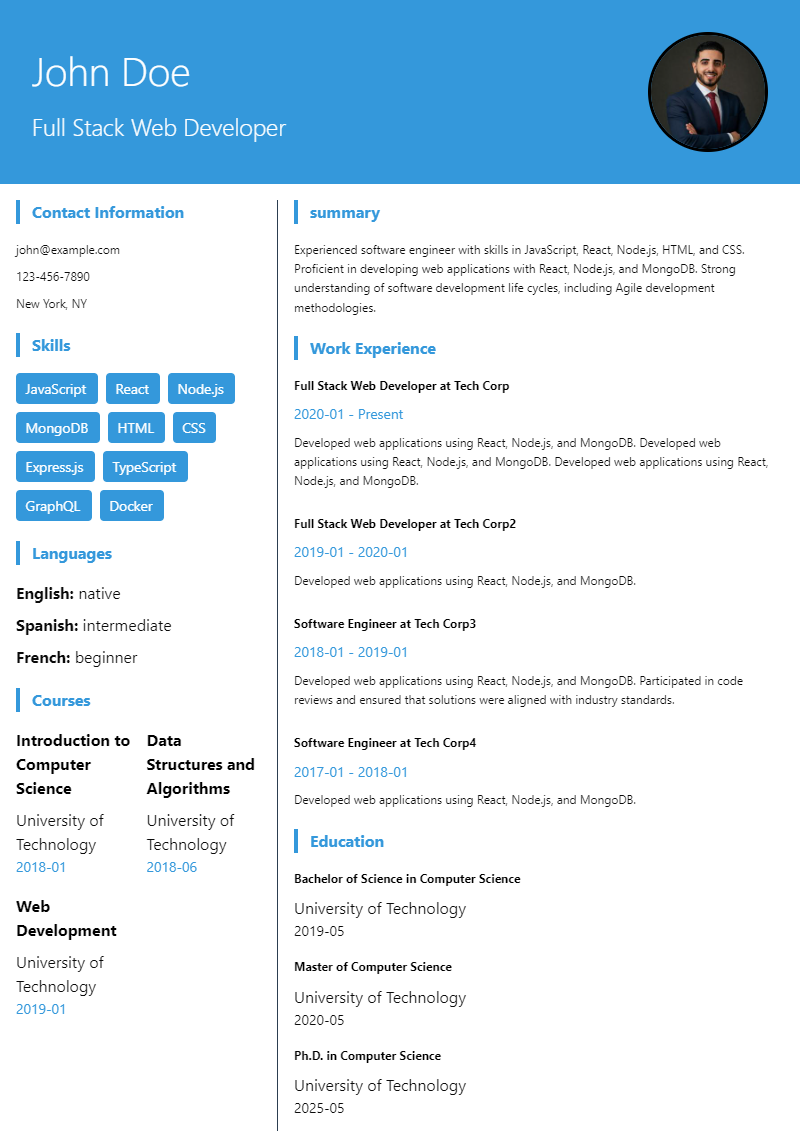 John Doe
Full Stack Web Developer
Contact Information
john@example.com
123-456-7890
New York, NY
Skills
JavaScript React Node.js
MongoDB HTML CSS
Express.js TypeScript
GraphQL Docker
Languages
English: native
Spanish: intermediate
French: beginner
Courses
Introduction to
Computer
Science
University of
Technology
2018-01
Data
Structures and
Algorithms
University of
Technology
2018-06
Web
Development
University of
Technology
2019-01
summary
Experienced software engineer with skills in JavaScript, React, Node.js, HTML, and CSS.
Proficient in developing web applications with React, Node.js, and MongoDB. Strong
understanding of software development life cycles, including Agile development
methodologies.
Work Experience
Full Stack Web Developer at Tech Corp
2020-01 - Present
Developed web applications using React, Node.js, and MongoDB. Developed web
applications using React, Node.js, and MongoDB. Developed web applications using React,
Node.js, and MongoDB.
Full Stack Web Developer at Tech Corp2
2019-01 - 2020-01
Developed web applications using React, Node.js, and MongoDB.
Software Engineer at Tech Corp3
2018-01 - 2019-01
Developed web applications using React, Node.js, and MongoDB. Participated in code
reviews and ensured that solutions were aligned with industry standards.
Software Engineer at Tech Corp4
2017-01 - 2018-01
Developed web applications using React, Node.js, and MongoDB.
Education
Bachelor of Science in Computer Science
University of Technology
2019-05
Master of Computer Science
University of Technology
2020-05
Ph.D. in Computer Science
University of Technology
2025-05